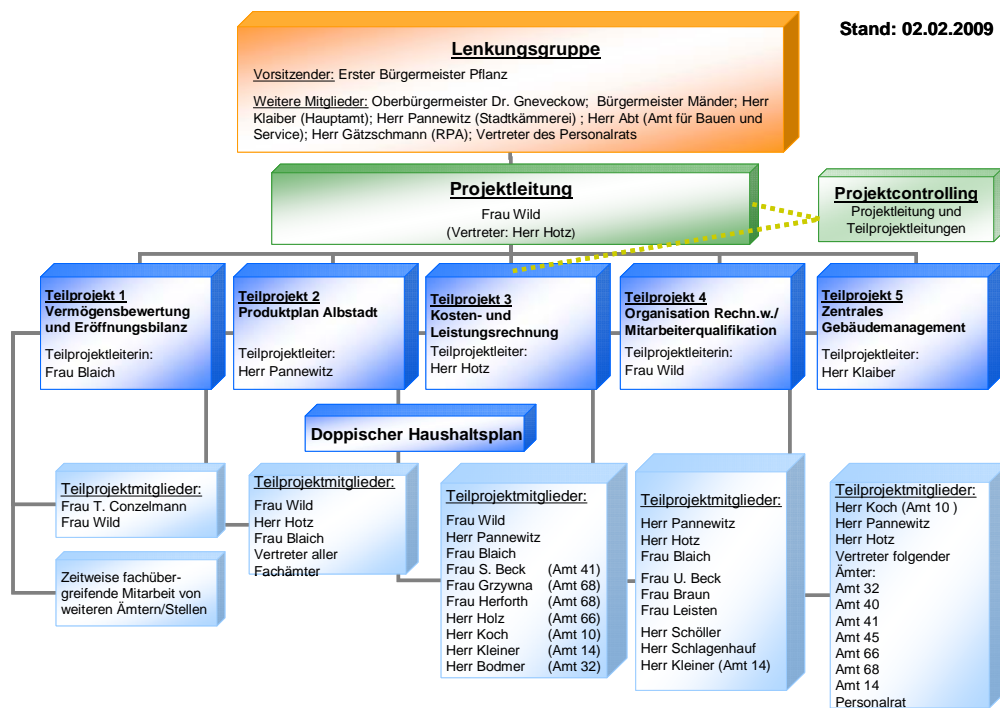 Stand: 02.02.2009
Lenkungsgruppe
Vorsitzender: Erster Bürgermeister Pflanz
Weitere Mitglieder: Oberbürgermeister Dr. Gneveckow; Bürgermeister Mänder; Herr
Klaiber (Hauptamt); Herr Pannewitz (Stadtkämmerei) ; Herr Abt (Amt für Bauen und
Service); Herr Gätzschmann (RPA); Vertreter des Personalrats
Projektleitung
Frau Wild
(Vertreter: Herr Hotz)
Projektcontrolling
Projektleitung und
Teilprojektleitungen
Teilprojekt 1
Vermögensbewertung
und Eröffnungsbilanz
Teilprojektleiterin:
Frau Blaich
Teilprojekt 2
Produktplan Albstadt
Teilprojektleiter:
Herr Pannewitz
Teilprojekt 3
Kosten- und
Leistungsrechnung
Teilprojektleiter:
Herr Hotz
Teilprojekt 4
Organisation Rechn.w./
Mitarbeiterqualifikation
Teilprojektleiterin:
Frau Wild
Teilprojekt 5
Zentrales
Gebäudemanagement
Teilprojektleiter:
Herr Klaiber
Doppischer Haushaltsplan
Teilprojektmitglieder:
Frau T. Conzelmann
Frau Wild
Zeitweise fachüber-
greifende Mitarbeit von
weiteren Ämtern/Stellen
Teilprojektmitglieder:
Frau Wild
Herr Hotz
Frau Blaich
Vertreter aller
Fachämter
Teilprojektmitglieder:
Frau Wild
Herr Pannewitz
Frau Blaich
Frau S. Beck (Amt 41)
Frau Grzywna (Amt 68)
Frau Herforth (Amt 68)
Herr Holz (Amt 66)
Herr Koch (Amt 10)
Herr Kleiner (Amt 14)
Herr Bodmer (Amt 32)
Teilprojektmitglieder:
Herr Pannewitz
Herr Hotz
Frau Blaich
Frau U. Beck
Frau Braun
Frau Leisten
Herr Schöller
Herr Schlagenhauf
Herr Kleiner (Amt 14)
Teilprojektmitglieder:
Herr Koch (Amt 10 )
Herr Pannewitz
Herr Hotz
Vertreter folgender
Ämter:
Amt 32
Amt 40
Amt 41
Amt 45
Amt 66
Amt 68
Amt 14
Personalrat